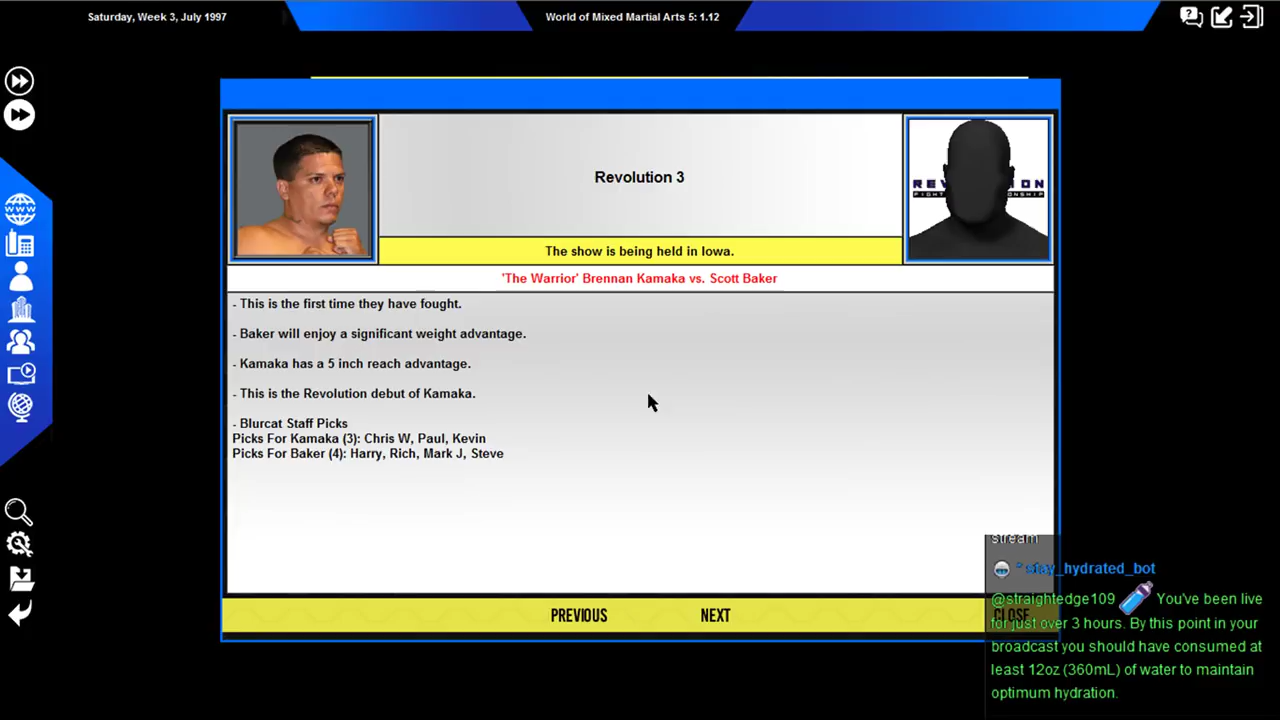 Saturday, Week 3, July 1997
World of Mixed Martial Arts 5: 1.12
WWW
Revolution 3
The show is being held in Iowa.
'The Warrior' Brennan Kamaka vs. Scott Baker
- This is the first time they have fought.
- Baker will enjoy a significant weight advantage.
- Kamaka has a 5 inch reach advantage.
- This is the Revolution debut of Kamaka.
- Blurcat Staff Picks
Picks For Kamaka (3): Chris W, Paul, Kevin
Picks For Baker (4): Harry, Rich, Mark J, Steve
PREVIOUS
NEXT
CLOSE
stream
stay_hydrated_bot
@straightedge109 You've been live
for just over 3 hours. By this point in your
broadcast you should have consumed at
least 12oz (360mL) of water to maintain
optimum hydration.